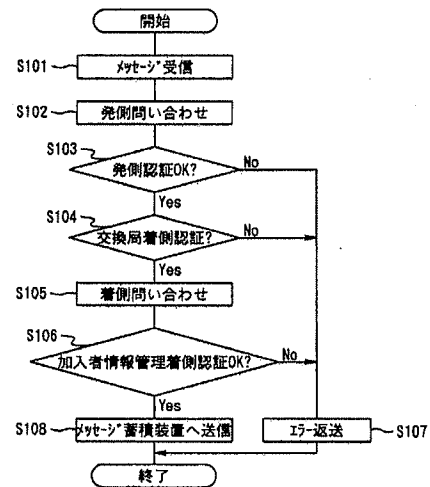 開始
S101
ﾒｯｾｰｼﾞ受信
S102
発側問い合わせ
S103
発側認証OK?
No
Yes
S104
交換局着側認証?
No
Yes
S105
着側問い合わせ
S106
加入者情報管理着側認証OK?
No
Yes
S108
ﾒｯｾｰｼﾞ蓄積装置へ送信
ｴﾗｰ返送
S107
終了